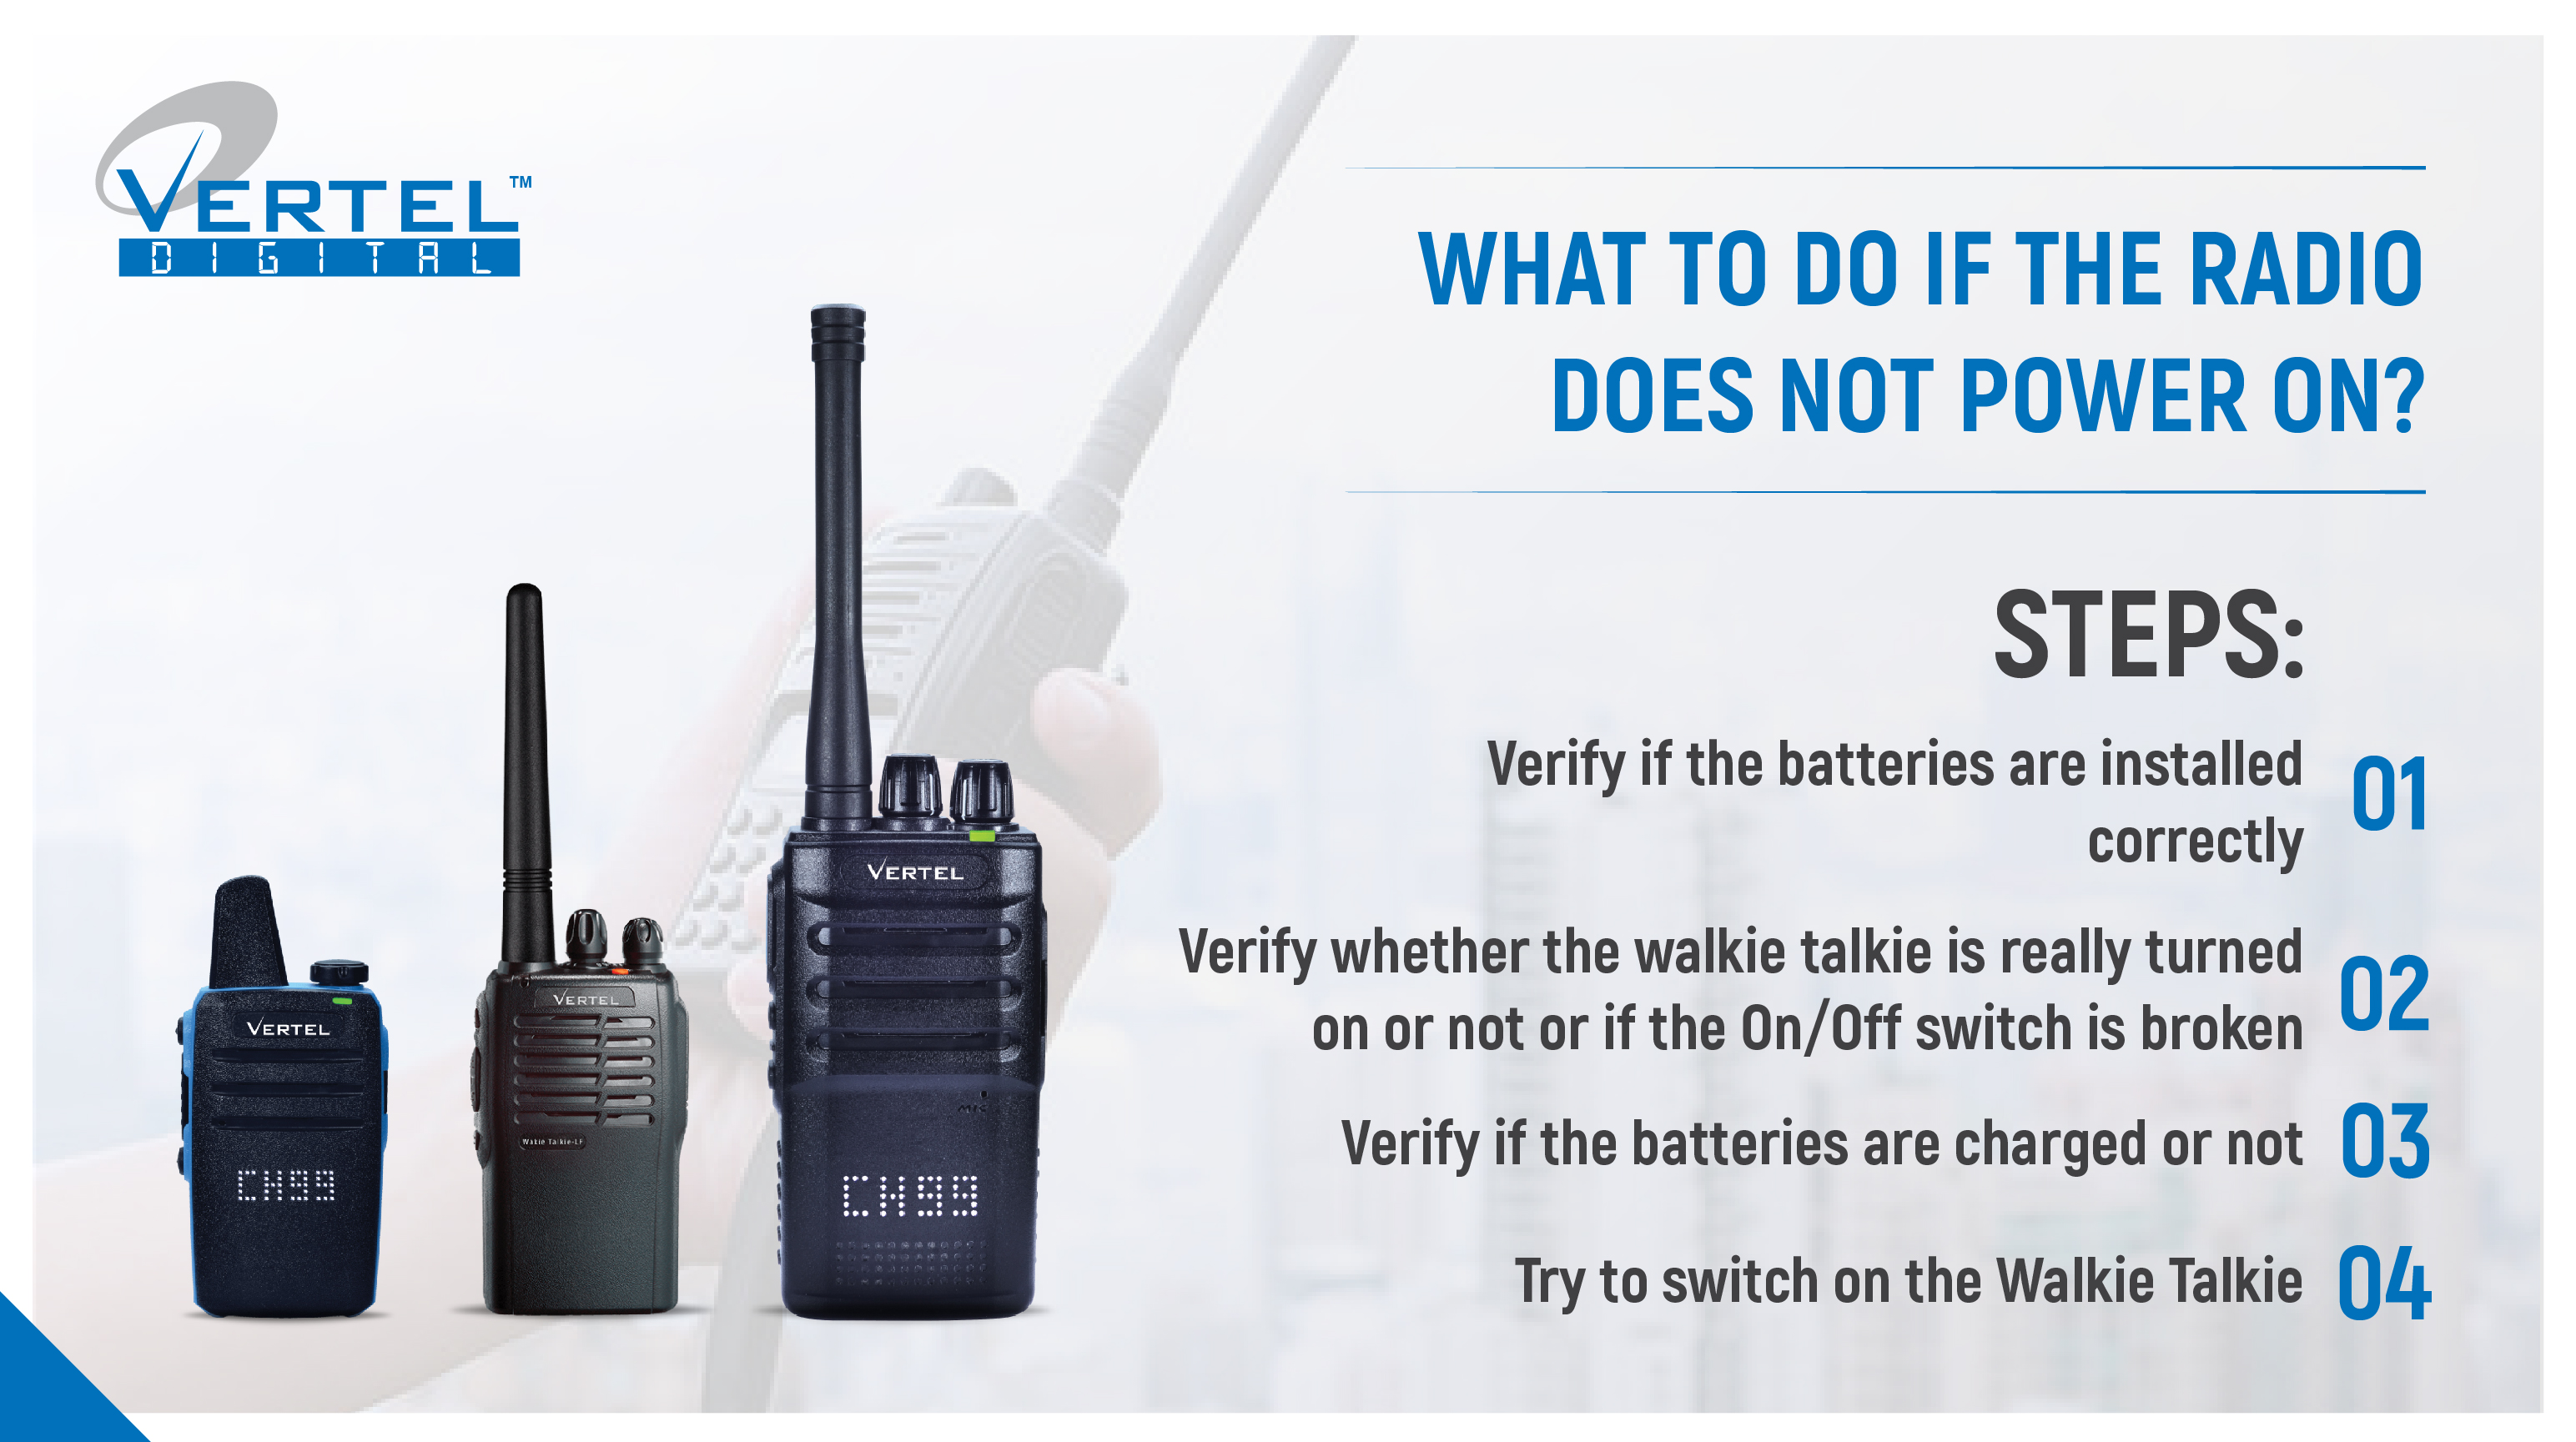 VERTEL™
DIGITAL
WHAT TO DO IF THE RADIO
DOES NOT POWER ON?
STEPS:
Verify if the batteries are installed
correctly
01
Verify whether the walkie talkie is really turned
on or not or if the On/Off switch is broken
02
Verify if the batteries are charged or not
03
Try to switch on the Walkie Talkie
04
VERTEL
CH99
VERTEL
Talkie-LF
VERTEL
MIC
CH99